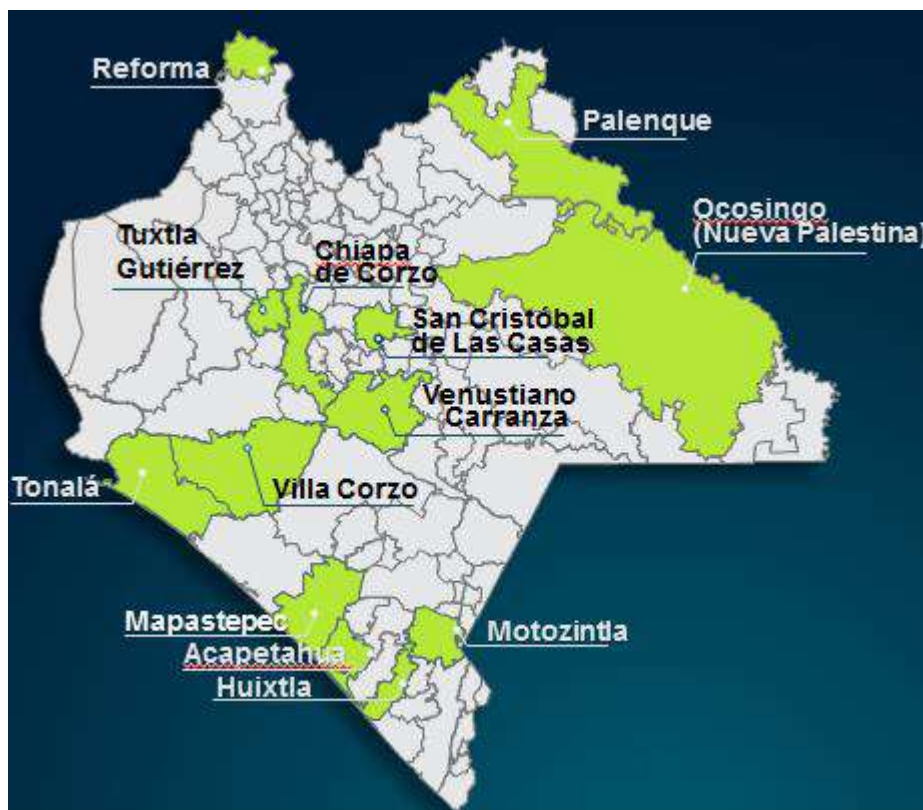 Reforma
Palenque
Ocosingo
(Nueva Palestina)
Tuxtla
Gutiérrez
Chiapa
de Corzo
San Cristóbal
de Las Casas
Venustiano
Carranza
Tonalá
Villa Corzo
Mapastepec
Acapetahua
Huixtla
Motozintla